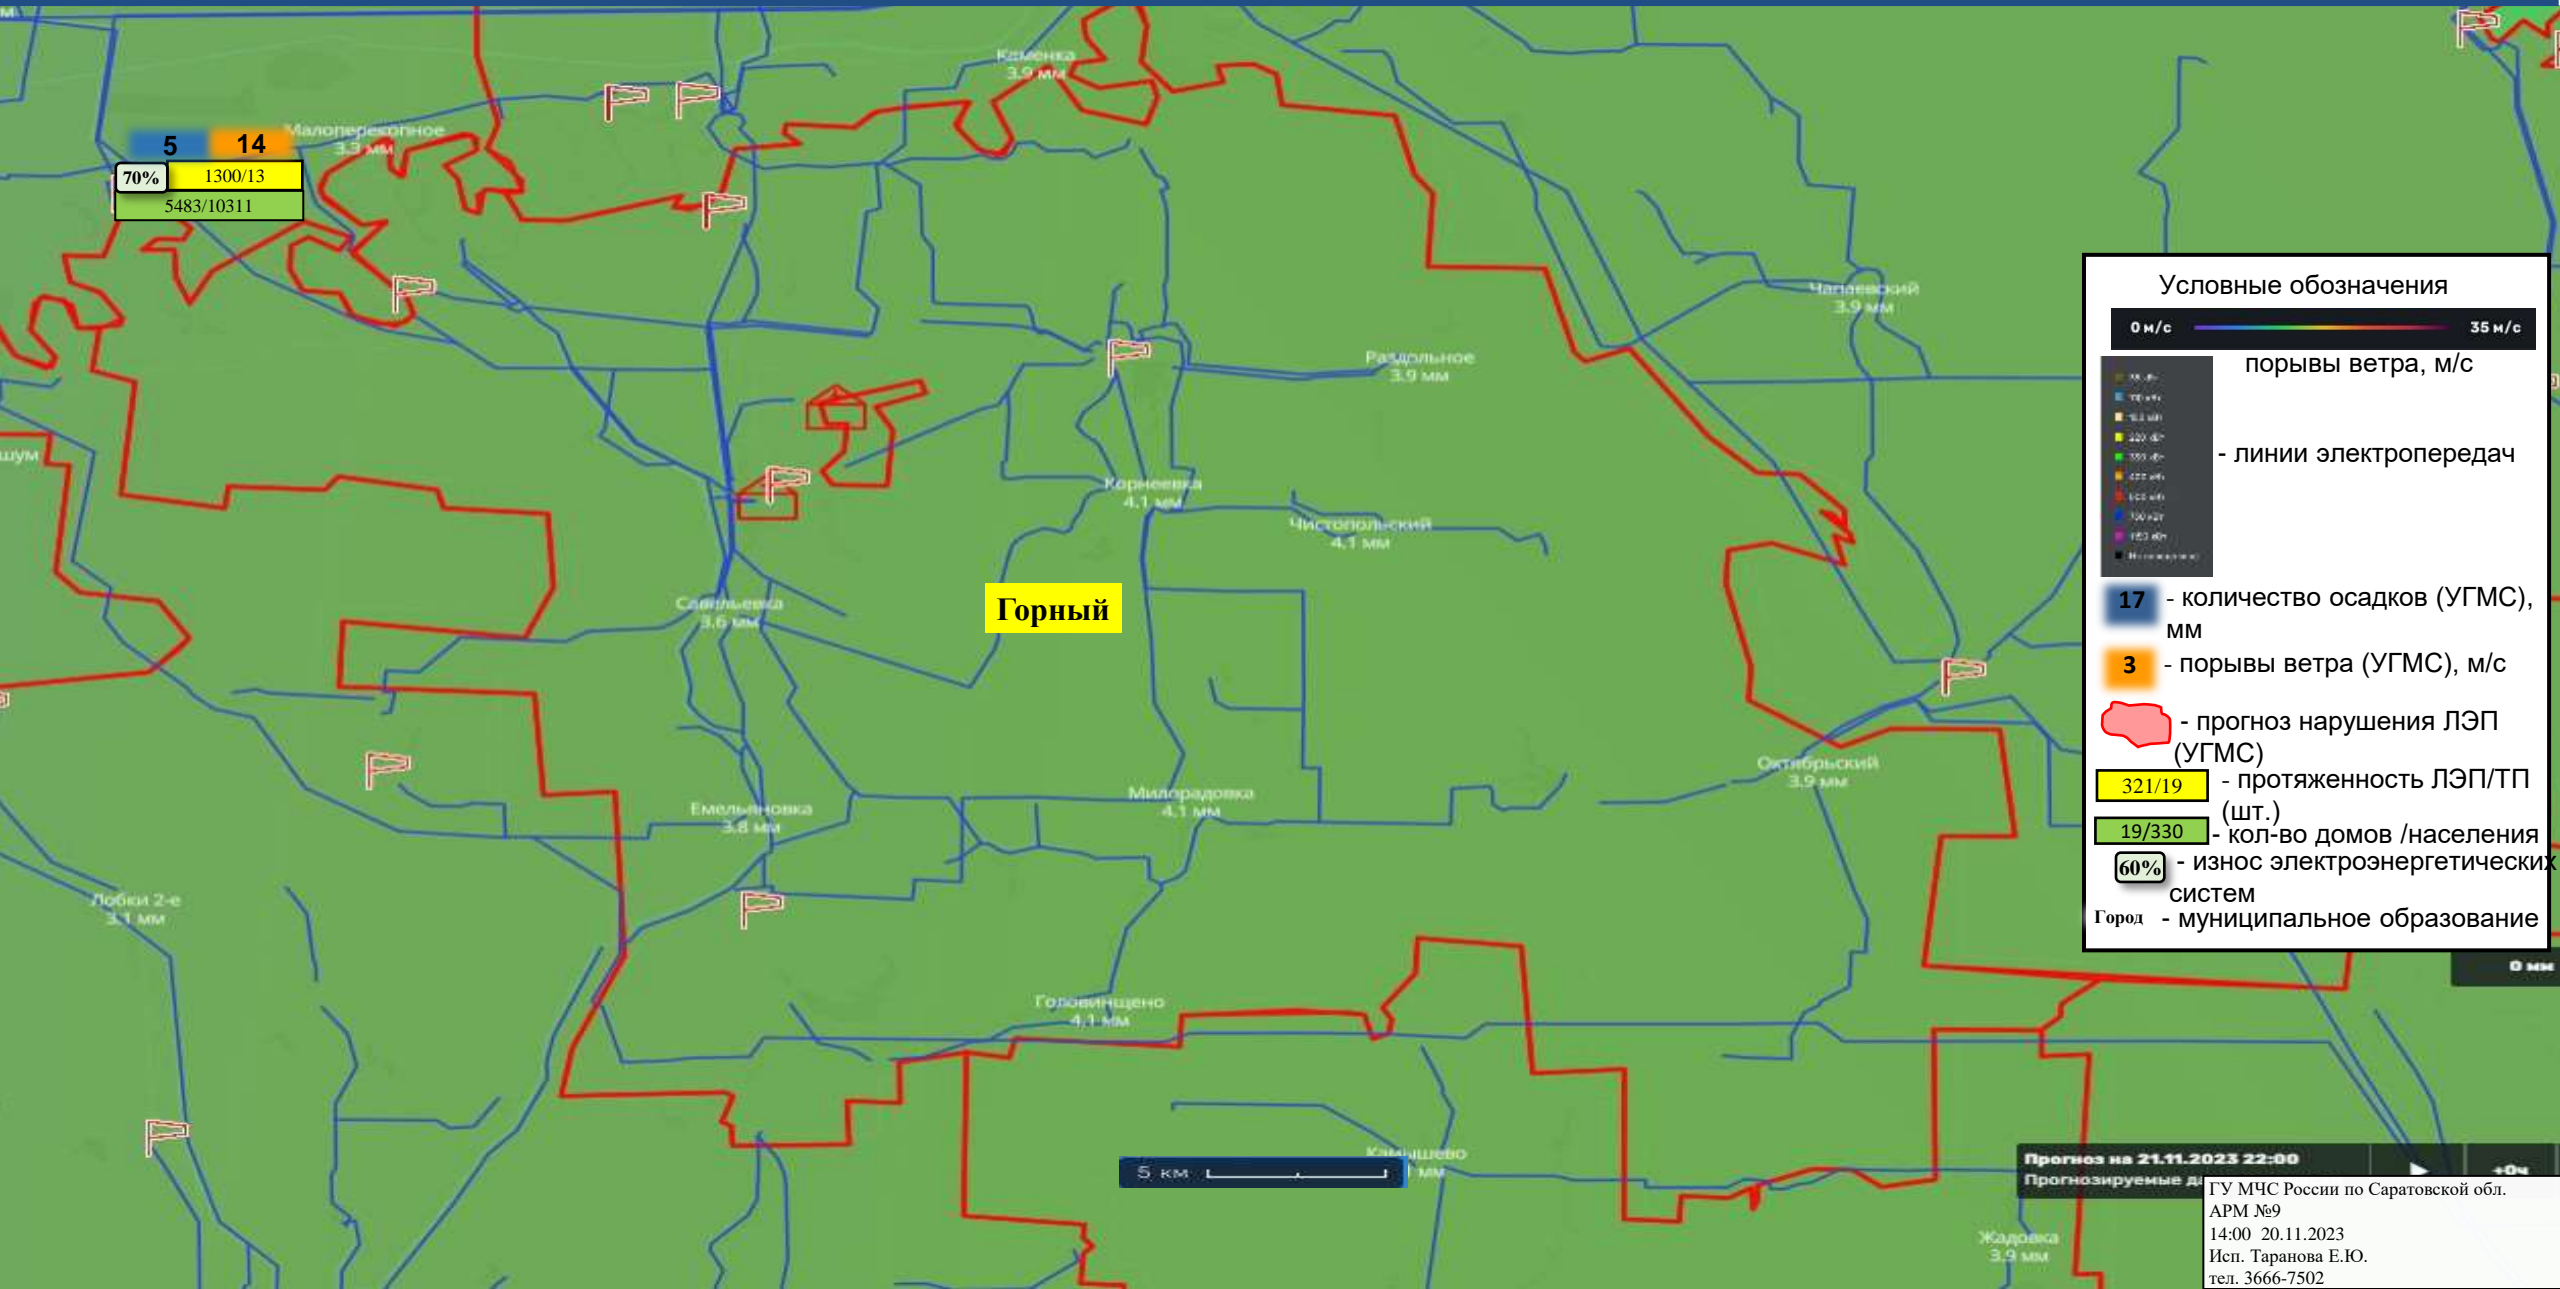 Каменка
3.9 мм
Малоперекопное
3.3 мм
5
14
70%
1300/13
5483/10311
Чапаевский
3.9 мм
Раздольное
3.9 мм
шум
Корнеевка
4.1 мм
Чистопольский
4.1 мм
Савельевка
3.6 мм
Горный
Октябрьский
3.9 мм
Емельяновка
3.8 мм
Милорадовка
4.1 мм
Лобки 2-е
3.1 мм
Головинщено
4.1 мм
Камышево
мм
Жадовка
3.9 мм
5 км
Условные обозначения
0 м/с
35 м/с
порывы ветра, м/с
- линии электропередач
17 - количество осадков (УГМС),
мм
3 - порывы ветра (УГМС), м/с
- прогноз нарушения ЛЭП
(УГМС)
321/19 - протяженность ЛЭП/ТП
(шт.)
19/330 - кол-во домов /населения
60% - износ электроэнергетических
систем
Город - муниципальное образование
0 мм
Прогноз на 21.11.2023 22:00
+0ч
Прогнозируемые да
ГУ МЧС России по Саратовской обл.
АРМ №9
14:00 20.11.2023
Исп. Таранова Е.Ю.
тел. 3666-7502